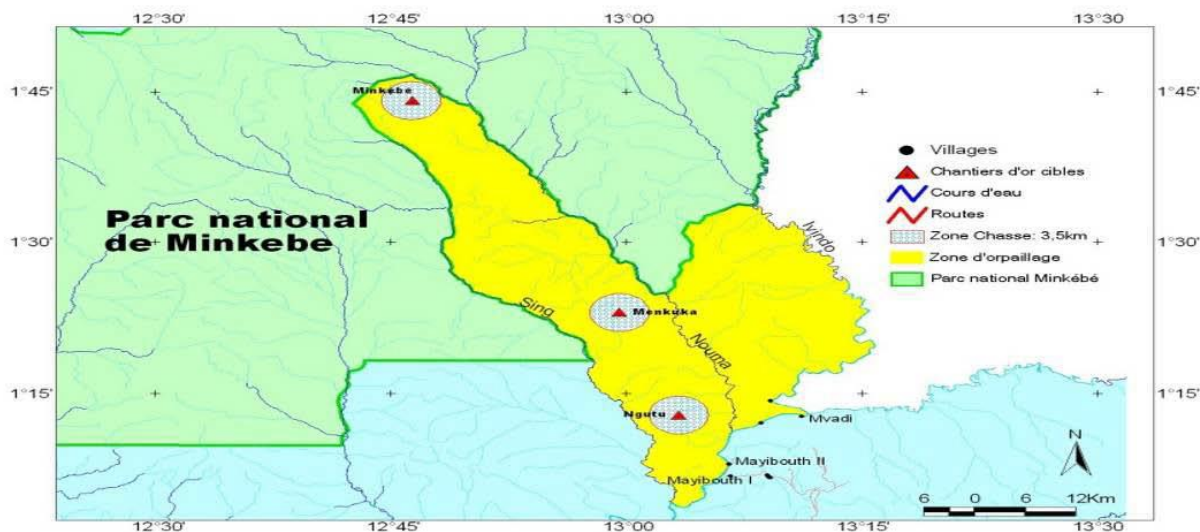 12°30' 12°45' 13°00' 13°15' 13°30'
1°45' 1°45'
Minkebe
Villages
Chantiers d'or cibles
Cours d'eau
Routes
Zone Chasse: 3,5km
Zone d'orpaillage
Parc national Minkébé
Parc national
de Minkebe
Iyindo
1°30' 1°30'
Sing
Menkuka
Nouma
1°15' 1°15'
Ngutu
Mvadi
Mayibouth II
Mayibouth I
N
6 0 6 12Km
12°30' 12°45' 13°00' 13°15' 13°30'